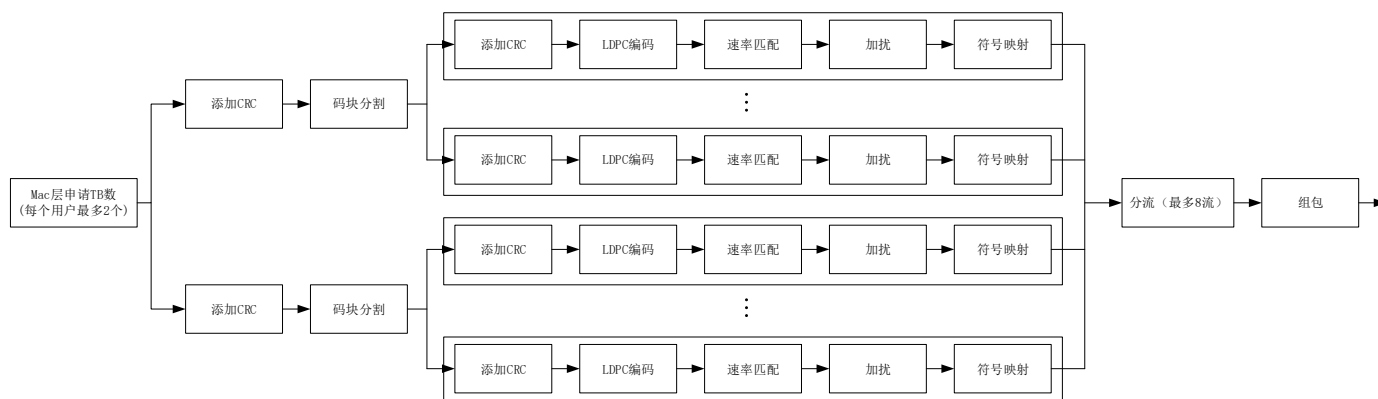 添加CRC
LDPC编码
速率匹配
加扰
符号映射
添加CRC
码块分割
添加CRC
LDPC编码
速率匹配
加扰
符号映射
Mac层申请TB数
(每个用户最多2个)
分流（最多8流）
组包
添加CRC
LDPC编码
速率匹配
加扰
符号映射
添加CRC
码块分割
添加CRC
LDPC编码
速率匹配
加扰
符号映射